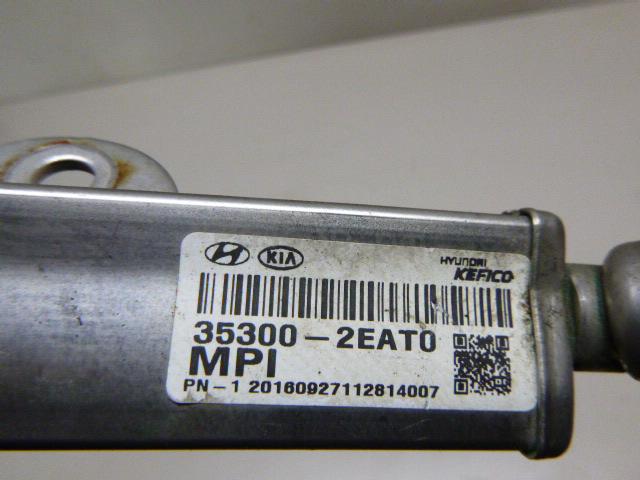 KIA
HYUNDAI
KEFICO
35300-2EAT0
MPI
PN-1 20160927112814007